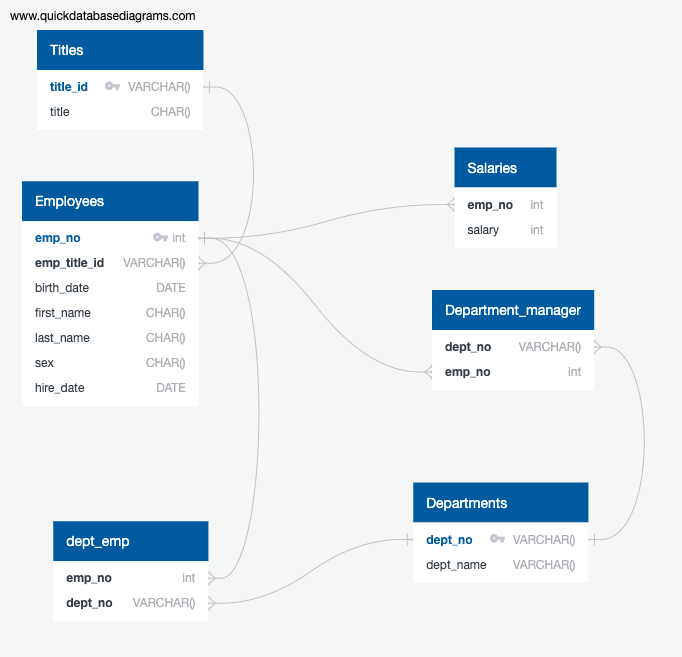 www.quickdatabasediagrams.com
Titles
title_id VARCHAR()
title CHAR()
Employees
emp_no int
emp_title_id VARCHAR()
birth_date DATE
first_name CHAR()
last_name CHAR()
sex CHAR()
hire_date DATE
Salaries
emp_no int
salary int
Department_manager
dept_no VARCHAR()
emp_no int
Departments
dept_no VARCHAR()
dept_name VARCHAR()
dept_emp
emp_no int
dept_no VARCHAR()